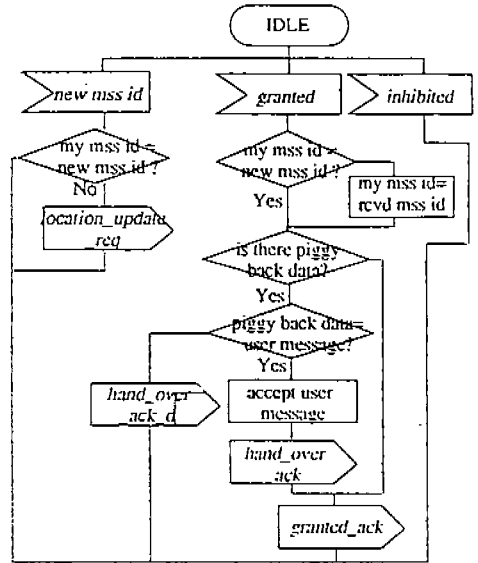 IDLE
new mss id
granted
inhibited
my mss id =
new mss id ?
No
location_update
_req
my mss id =
new mss id ?
Yes
my mss id=
rcvd mss id
is there piggy
back data?
Yes
piggy back data=
user message?
Yes
hand_over
_ack_d
accept user
message
hand_over
ack
granted_ack